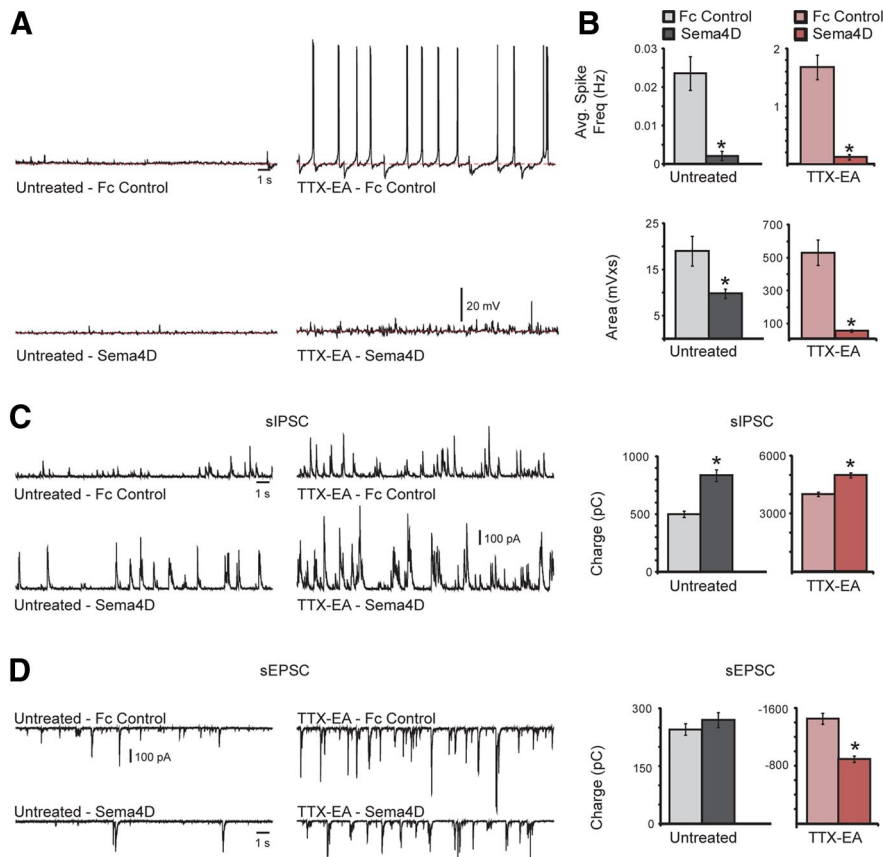 A
Untreated - Fc Control
1 s
TTX-EA - Fc Control
Untreated - Sema4D
20 mV
TTX-EA - Sema4D
B
Fc Control
Sema4D
Fc Control
Sema4D
Avg. Spike
Freq (Hz)
0.03
0.02
0.01
0
*
Untreated
2
1
0
*
TTX-EA
Area (mVxs)
25
15
5
*
Untreated
700
500
300
100
*
TTX-EA
C
sIPSC
Untreated - Fc Control
1 s
TTX-EA - Fc Control
Untreated - Sema4D
100 pA
TTX-EA - Sema4D
sIPSC
Charge (pC)
1000
500
0
*
Untreated
6000
3000
*
TTX-EA
D
sEPSC
Untreated - Fc Control
100 pA
TTX-EA - Fc Control
Untreated - Sema4D
1 s
TTX-EA - Sema4D
sEPSC
Charge (pC)
300
150
0
Untreated
-1600
-800
*
TTX-EA